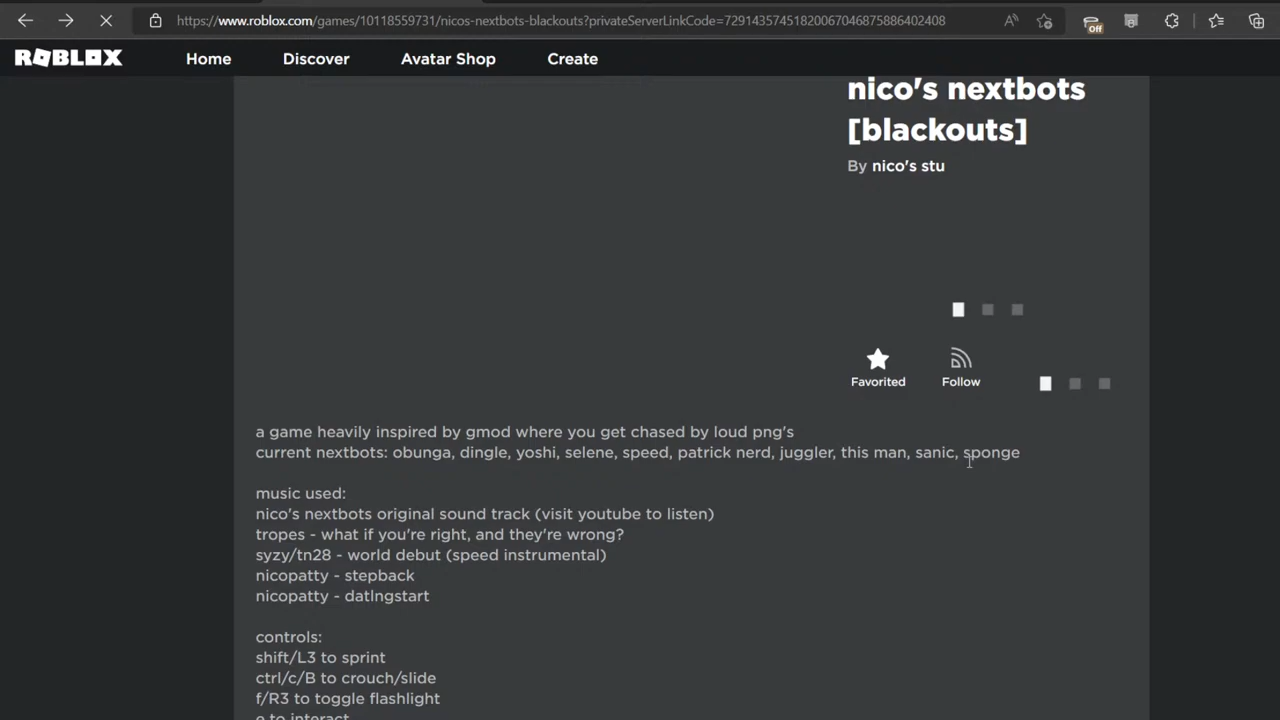 https://www.roblox.com/games/10118559731/nicos-nextbots-blackouts?privateServerLinkCode=72914357451820067046875886402408
Off
ROBLOX Home Discover Avatar Shop Create
nico's nextbots
[blackouts]
By nico's stu
Favorited Follow
a game heavily inspired by gmod where you get chased by loud png's
current nextbots: obunga, dingle, yoshi, selene, speed, patrick nerd, juggler, this man, sanic, sponge
music used:
nico's nextbots original sound track (visit youtube to listen)
tropes - what if you're right, and they're wrong?
syzy/tn28 - world debut (speed instrumental)
nicopatty - stepback
nicopatty - datlngstart
controls:
shift/L3 to sprint
ctrl/c/B to crouch/slide
f/R3 to toggle flashlight
e to interact